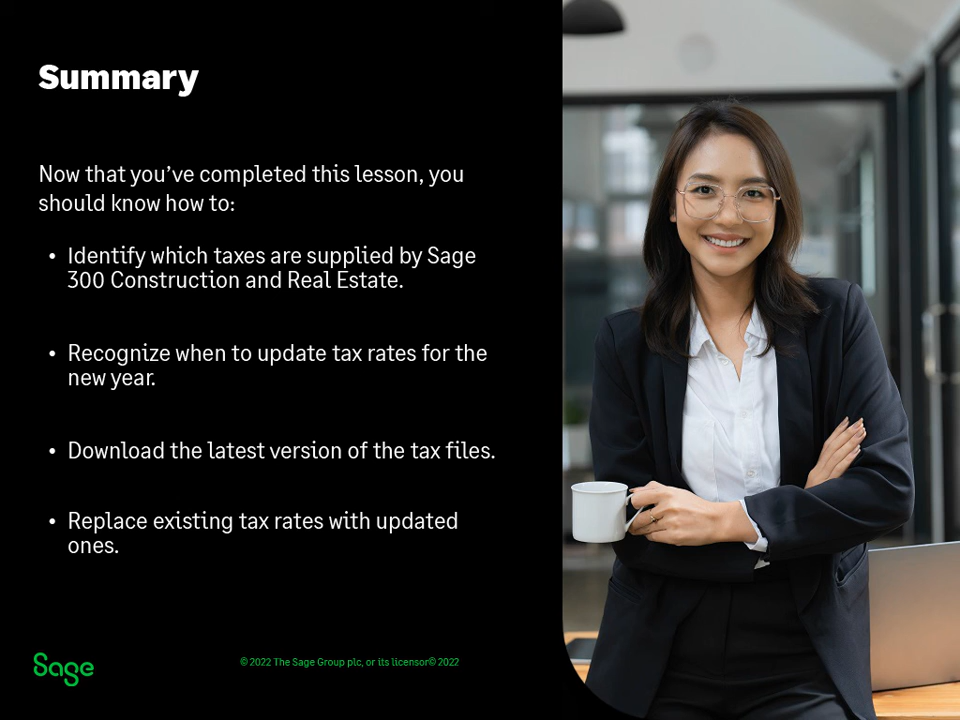 Summary
Now that you’ve completed this lesson, you
should know how to:
• Identify which taxes are supplied by Sage
300 Construction and Real Estate.
• Recognize when to update tax rates for the
new year.
• Download the latest version of the tax files.
• Replace existing tax rates with updated
ones.
Sage
© 2022 The Sage Group plc, or its licensor© 2022